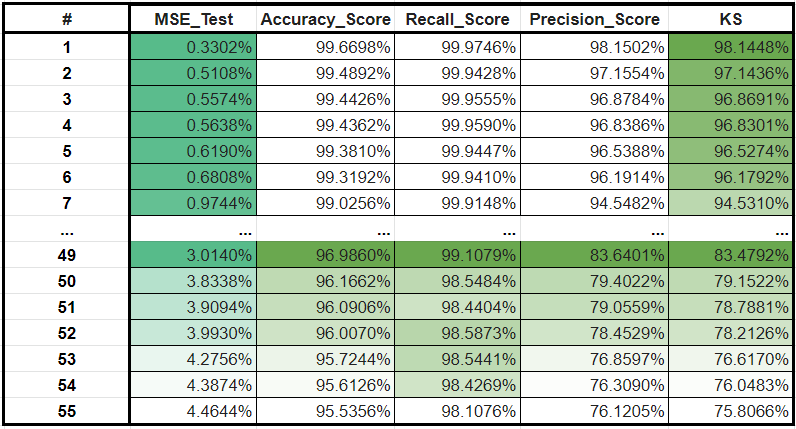 # MSE_Test Accuracy_Score Recall_Score Precision_Score KS
1 0.3302% 99.6698% 99.9746% 98.1502% 98.1448%
2 0.5108% 99.4892% 99.9428% 97.1554% 97.1436%
3 0.5574% 99.4426% 99.9555% 96.8784% 96.8691%
4 0.5638% 99.4362% 99.9590% 96.8386% 96.8301%
5 0.6190% 99.3810% 99.9447% 96.5388% 96.5274%
6 0.6808% 99.3192% 99.9410% 96.1914% 96.1792%
7 0.9744% 99.0256% 99.9148% 94.5482% 94.5310%
... ... ... ... ... ...
49 3.0140% 96.9860% 99.1079% 83.6401% 83.4792%
50 3.8338% 96.1662% 98.5484% 79.4022% 79.1522%
51 3.9094% 96.0906% 98.4404% 79.0559% 78.7881%
52 3.9930% 96.0070% 98.5873% 78.4529% 78.2126%
53 4.2756% 95.7244% 98.5441% 76.8597% 76.6170%
54 4.3874% 95.6126% 98.4269% 76.3090% 76.0483%
55 4.4644% 95.5356% 98.1076% 76.1205% 75.8066%